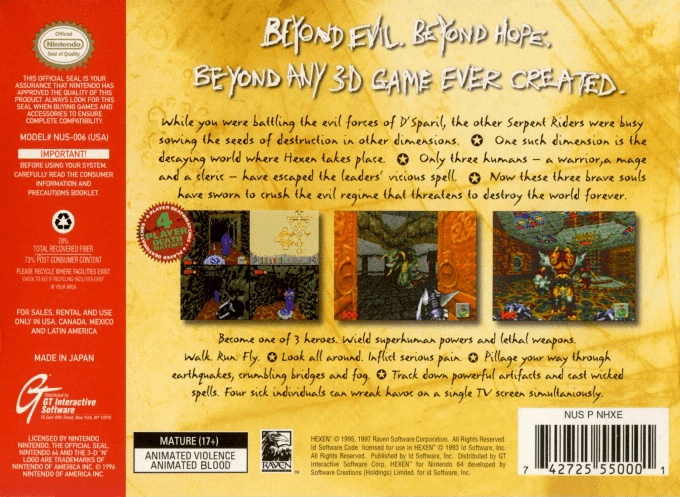 Official
Nintendo
Seal of Quality
THIS OFFICIAL SEAL IS YOUR
ASSURANCE THAT NINTENDO HAS
APPROVED THE QUALITY OF THIS
PRODUCT. ALWAYS LOOK FOR THIS
SEAL WHEN BUYING GAMES AND
ACCESSORIES TO ENSURE
COMPLETE COMPATIBILITY.
MODEL# NUS-006 (USA)
IMPORTANT!
BEFORE USING YOUR SYSTEM,
CAREFULLY READ THE CONSUMER
INFORMATION AND
PRECAUTIONS BOOKLET.
78%
TOTAL RECOVERED FIBER
73% POST CONSUMER CONTENT
PLEASE RECYCLE WHERE FACILITIES EXIST
CHECK TO SEE IF RECYCLING FACILITIES EXIST
IN YOUR AREA
FOR SALES, RENTAL AND USE
ONLY IN USA, CANADA, MEXICO
AND LATIN AMERICA
MADE IN JAPAN
GT
Distributed by
GT Interactive
Software
LICENSED BY NINTENDO
NINTENDO, THE OFFICIAL SEAL,
NINTENDO 64 AND THE 3-D "N"
LOGO ARE TRADEMARKS OF
NINTENDO OF AMERICA INC. © 1996
NINTENDO OF AMERICA INC.
BEYOND EVIL. BEYOND HOPE.
BEYOND ANY 3D GAME EVER CREATED.
While you were battling the evil forces of D'Sparil, the other Serpent Riders were busy
sowing the seeds of destruction in other dimensions. ✪ One such dimension is the
decaying world where Hexen takes place. ✪ Only three humans – a warrior,a mage
and a cleric – have escaped the leaders' vicious spell. ✪ Now these three brave souls
have sworn to crush the evil regime that threatens to destroy the world forever.
4
PLAYER
DEATH
MATCH!
Become one of 3 heroes. Wield superhuman powers and lethal weapons.
Walk. Run. Fly. ✪ Look all around. Inflict serious pain. ✪ Pillage your way through
earthquakes, crumbling bridges and fog. ✪ Track down powerful artifacts and cast wicked
spells. Four sick individuals can wreak havoc on a single TV screen simultaniously.
MATURE (17+)
ANIMATED VIOLENCE
ANIMATED BLOOD
RAVEN
TM
HEXEN™ © 1995, 1997 Raven Software Corporation. All Rights Reserved.
Id Software Code licensed for use in HEXEN™ © 1993 Id Software, Inc.
All Rights Reserved. Published by Id Software, Inc. Distributed by GT
Interactive Software Corp. HEXEN™ for Nintendo 64 developed by
Software Creations (Holdings) Limited. for id Software, Inc.
NUS P NHXE
7 42725 55000 1